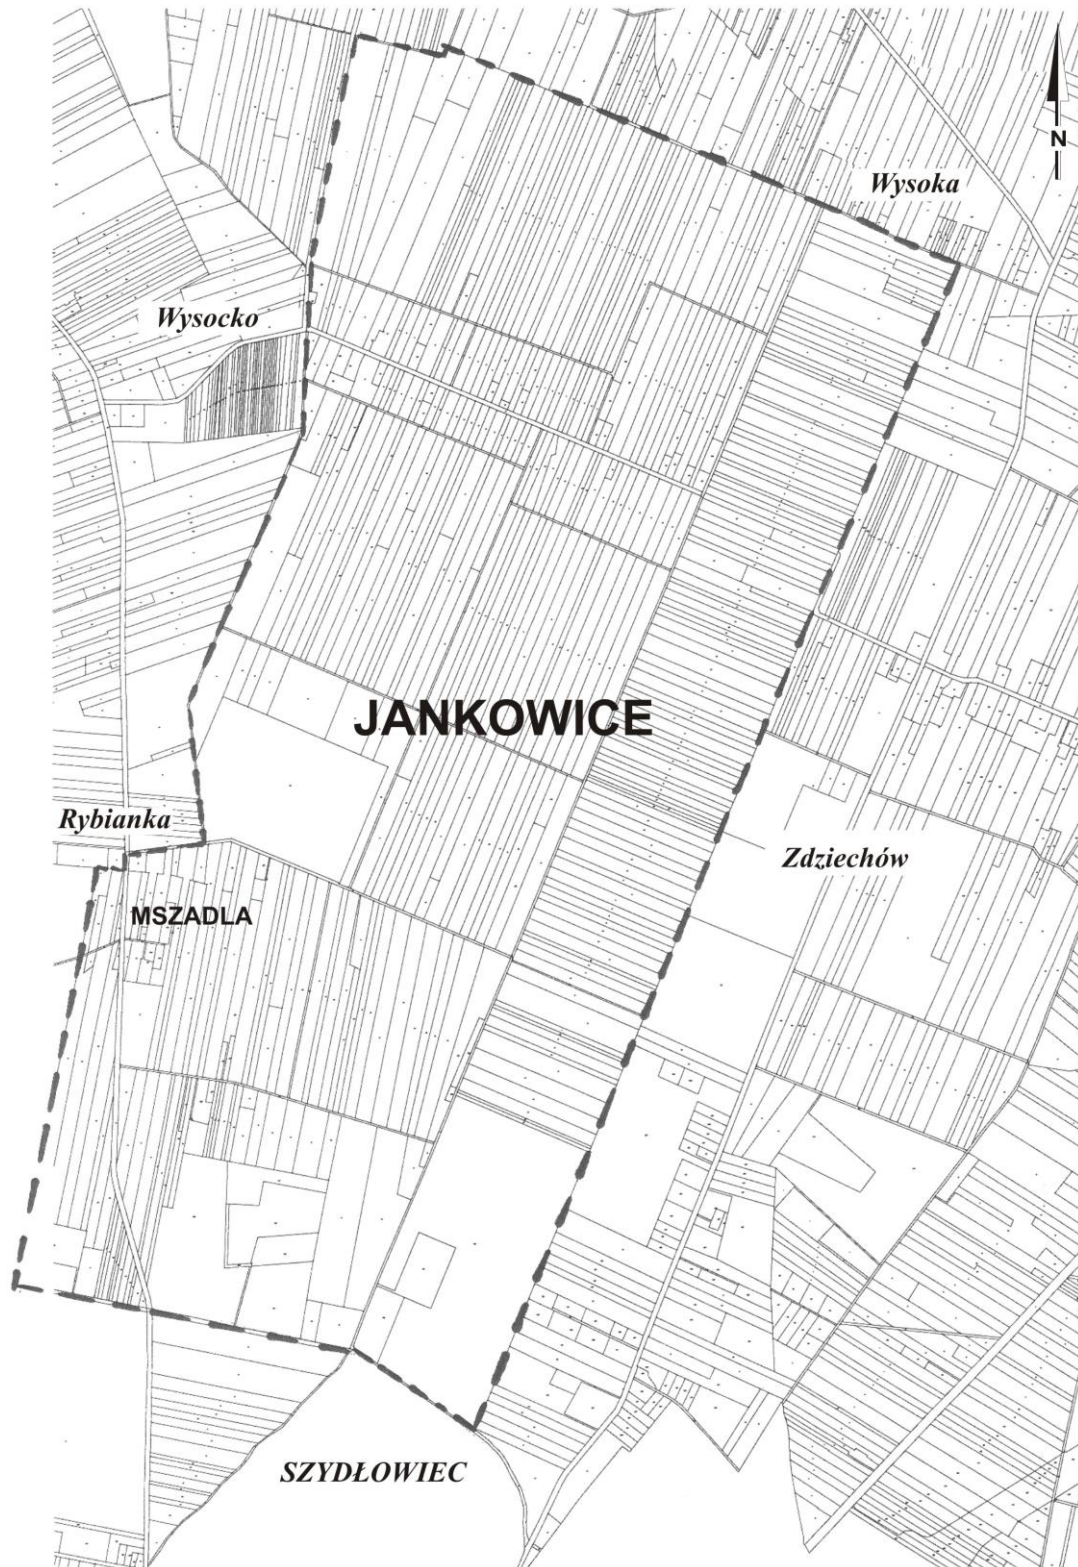 N
Wysoka
Wysocko
JANKOWICE
Rybianka
Zdziechów
MSZADLA
SZYDŁOWIEC